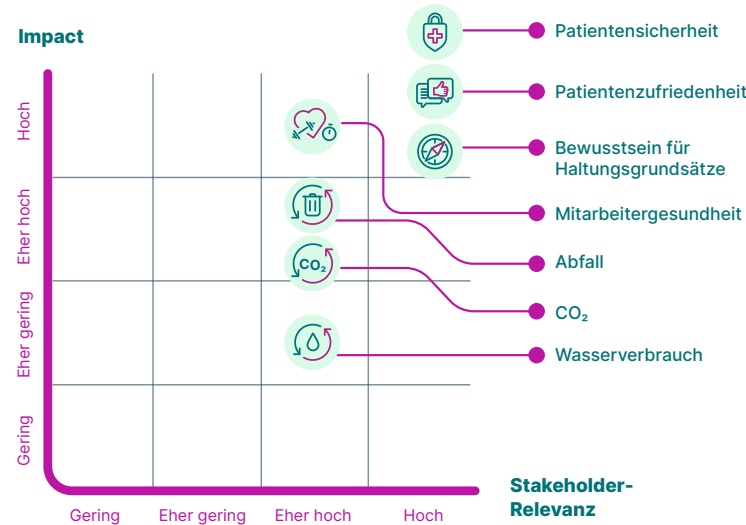 Impact
Hoch
Eher hoch
Eher gering
Gering
CO₂
Patientensicherheit
Patientenzufriedenheit
Bewusstsein für
Haltungsgrundsätze
Mitarbeitergesundheit
Abfall
CO₂
Wasserverbrauch
Gering
Eher gering
Eher hoch
Hoch
Stakeholder-
Relevanz